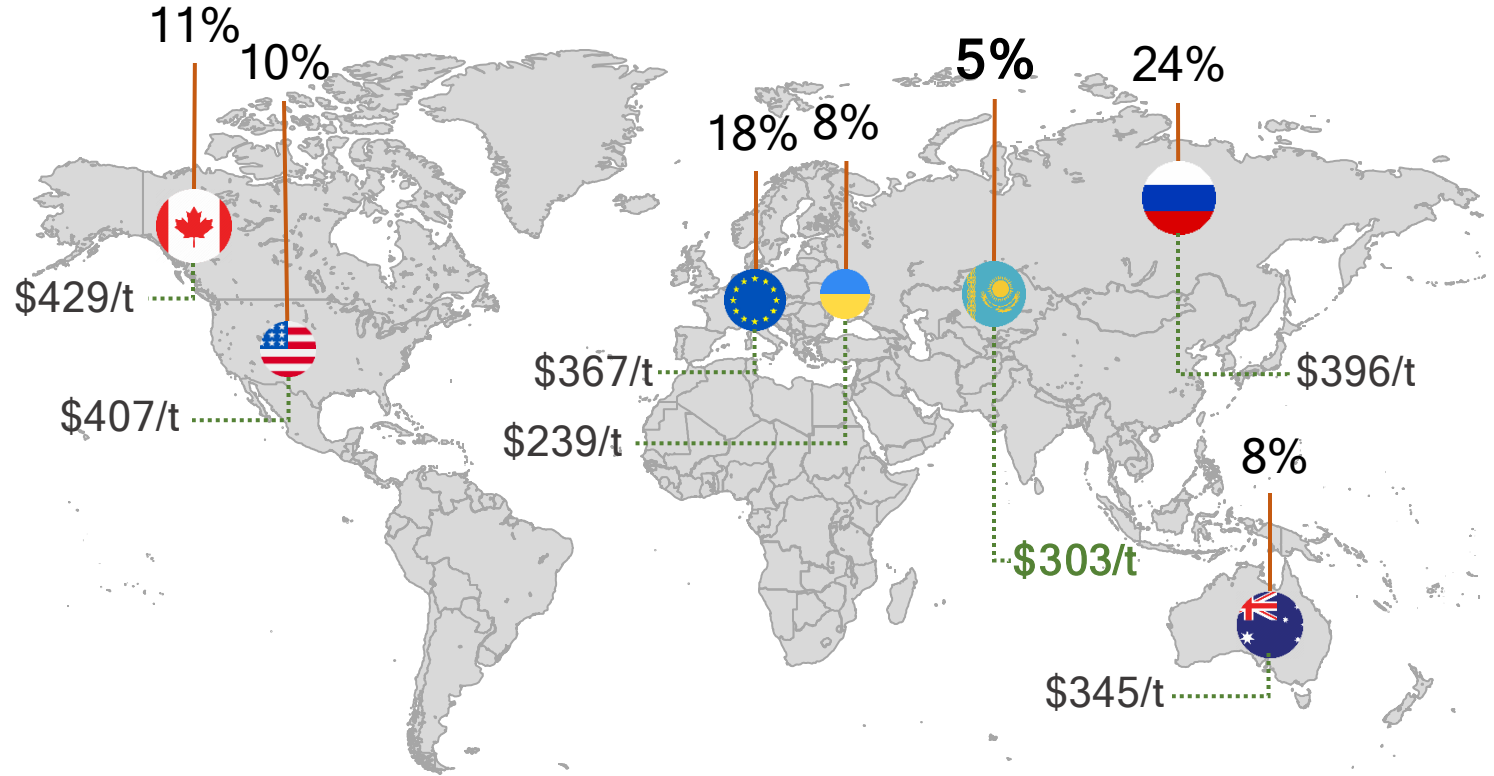 11%
10%
5%
24%
18%
8%
$429/t
$367/t
$396/t
$407/t
$239/t
8%
$303/t
$345/t